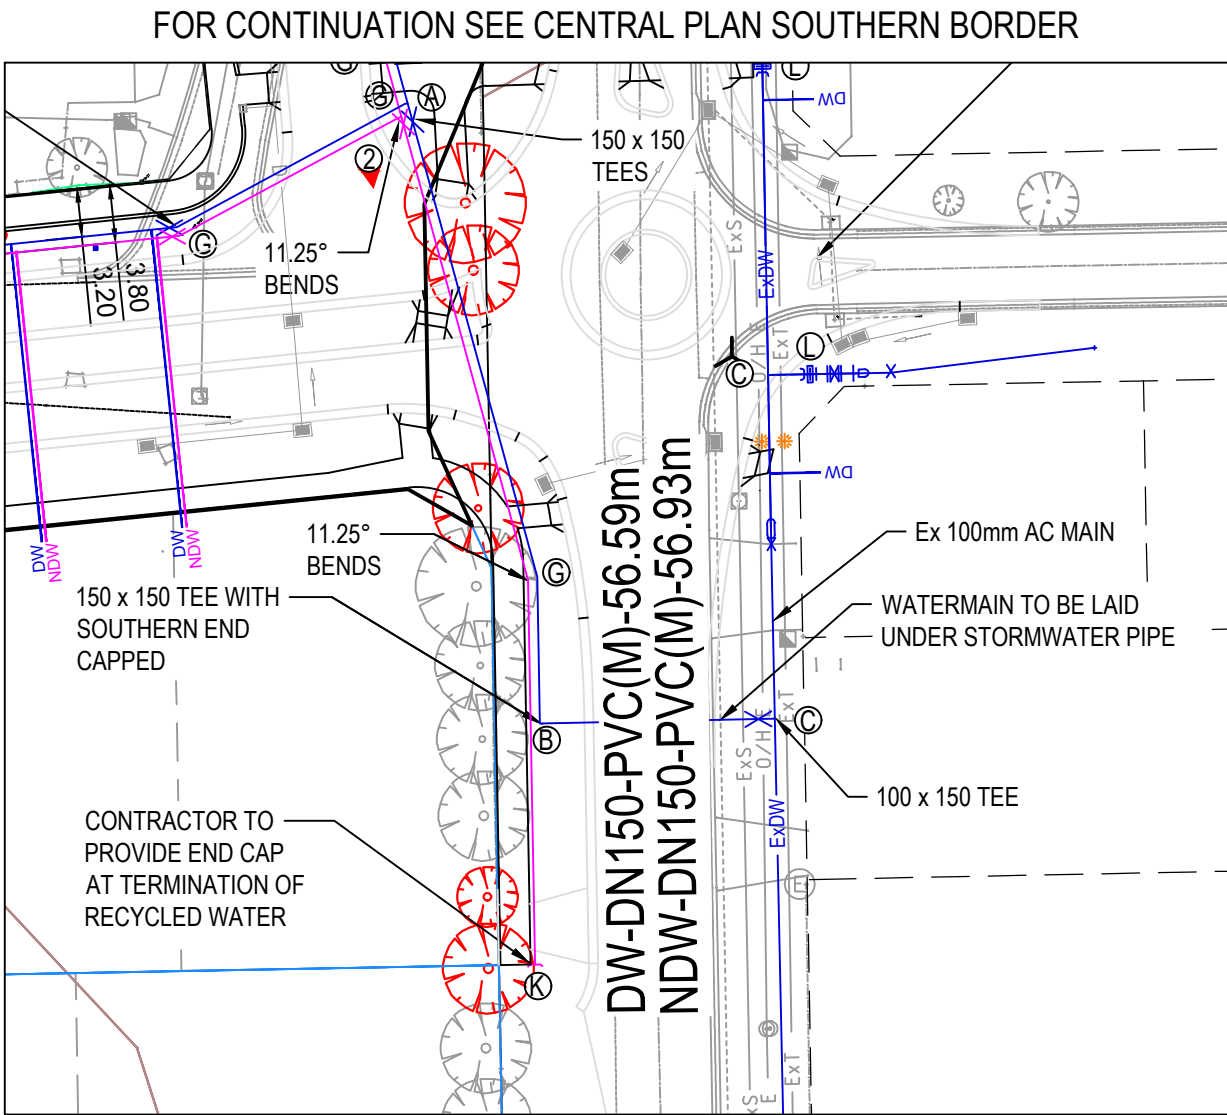 FOR CONTINUATION SEE CENTRAL PLAN SOUTHERN BORDER
L
G
A
DW
150 x 150
TEES
2
ExS
G
11.25°
BENDS
3.80
3.20
ExDW
O/H E
ExT
L
C
DW
11.25°
BENDS
G
Ex 100mm AC MAIN
DW
NDW
DW
NDW
150 x 150 TEE WITH
SOUTHERN END
CAPPED
WATERMAIN TO BE LAID
UNDER STORMWATER PIPE
DW-DN150-PVC(M)-56.59m
NDW-DN150-PVC(M)-56.93m
ExT
B
C
ExS
O/H E
100 x 150 TEE
ExDW
CONTRACTOR TO
PROVIDE END CAP
AT TERMINATION OF
RECYCLED WATER
E
K
ExT